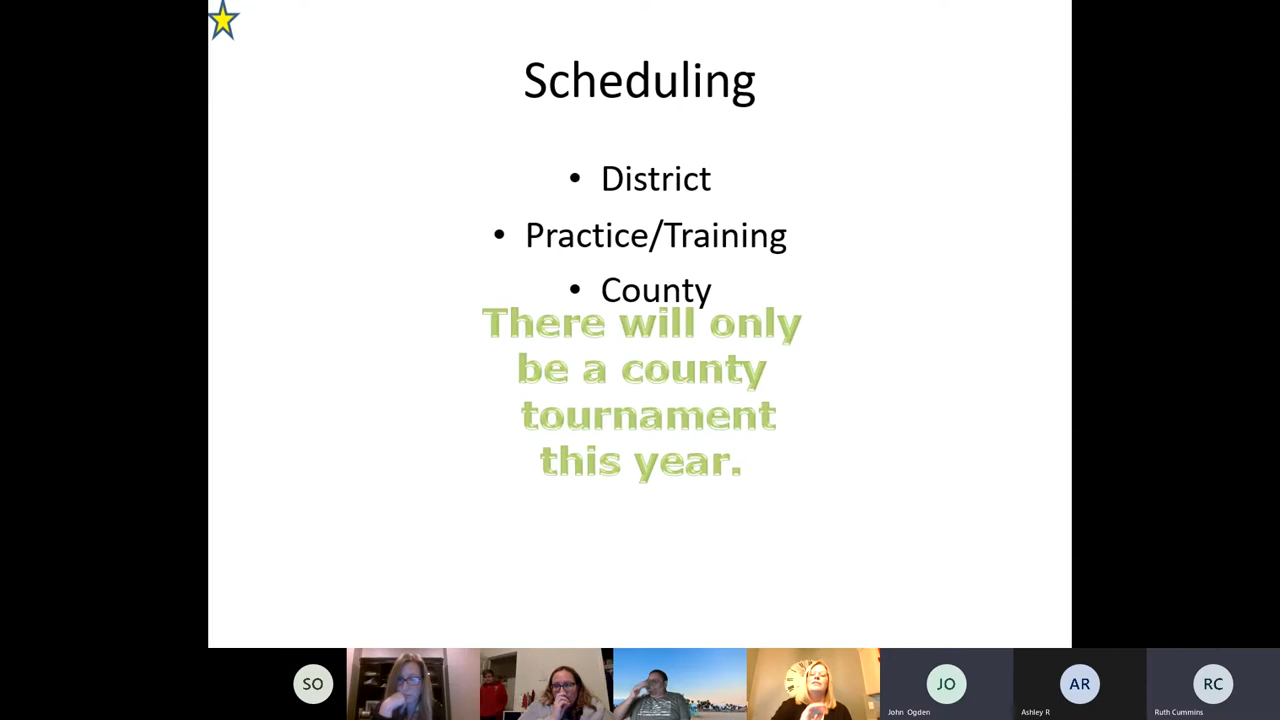 Scheduling
• District
• Practice/Training
• County
There will only
be a county
tournament
this year.
SO
JO
John Ogden
AR
Ashley R
RC
Ruth Cummins